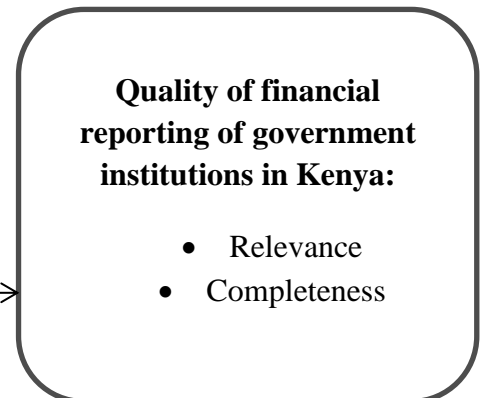 Quality of financial
reporting of government
institutions in Kenya:
• Relevance
• Completeness